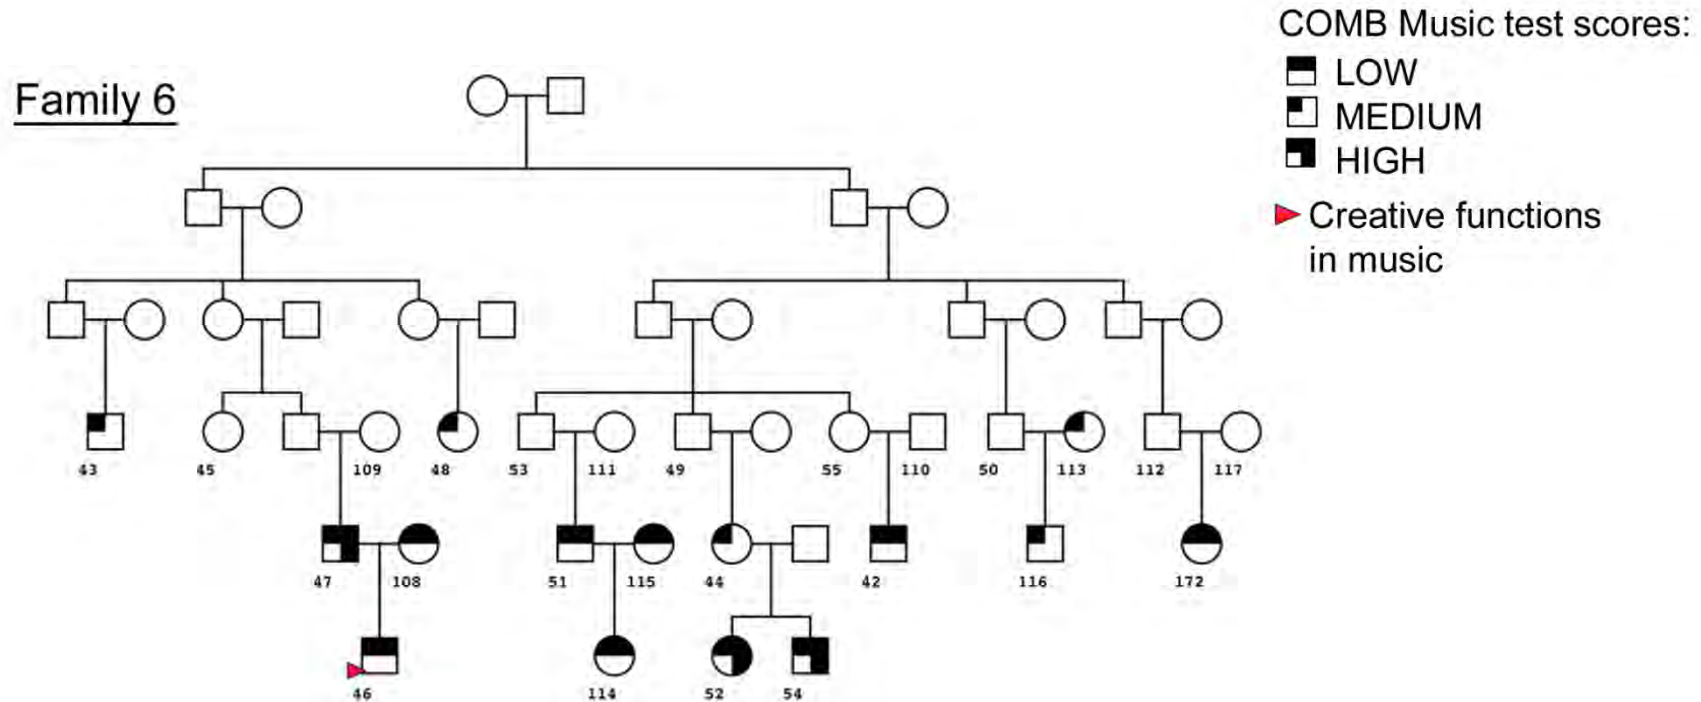 COMB Music test scores:
LOW
Family 6
MEDIUM
HIGH
Creative functions
in music
43 45 109 48 53 111 49 55 110 50 113 112 117
47 108 51 115 44 42 116 172
46 114 52 54